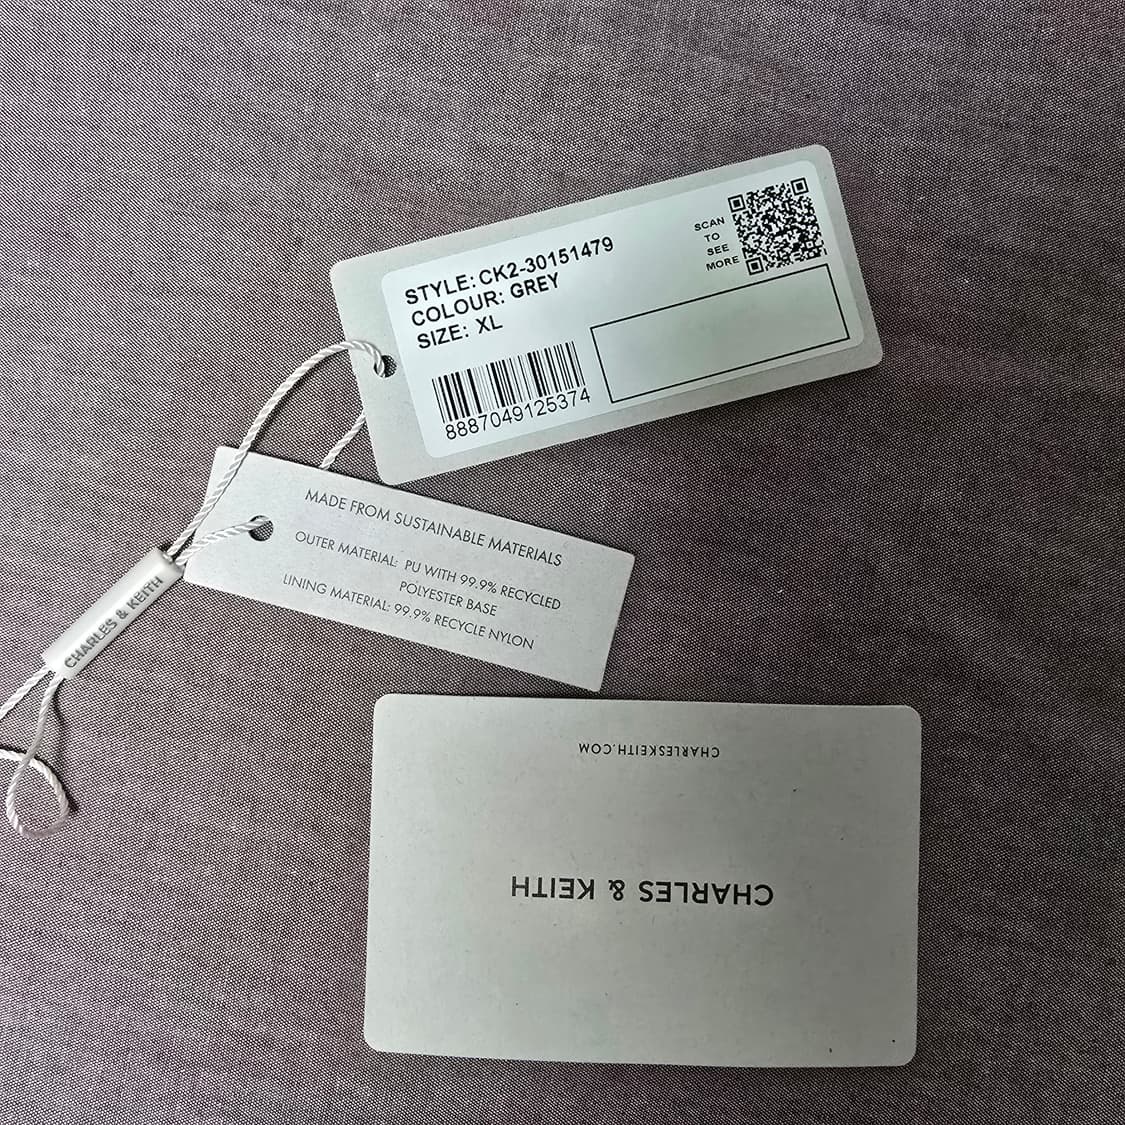 STYLE: CK2-30151479
COLOUR: GREY
SIZE: XL
8887049125374
SCAN
TO
SEE
MORE
MADE FROM SUSTAINABLE MATERIALS
OUTER MATERIAL: PU WITH 99.9% RECYCLED
POLYESTER BASE
LINING MATERIAL: 99.9% RECYCLE NYLON
CHARLES & KEITH
CHARLES & KEITH
CHARLESKEITH.COM